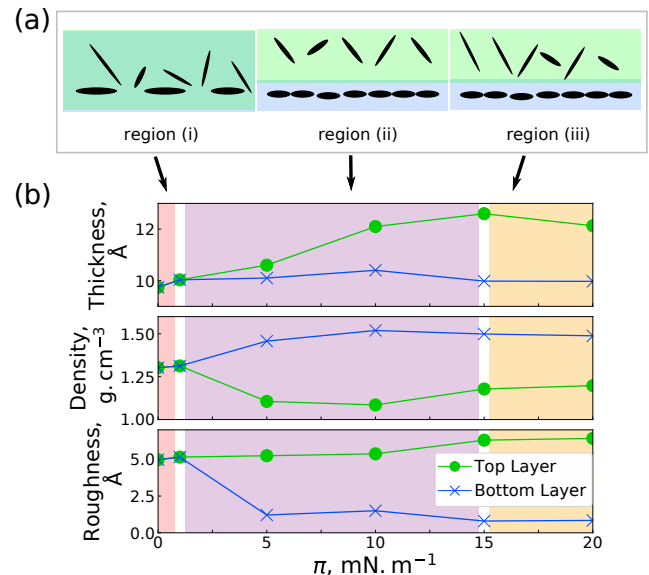 (a)
region (i) region (ii) region (iii)
(b)
Thickness,
Å
12
10
Density,
g. cm⁻³
1.50
1.25
1.00
Roughness,
Å
5.0
2.5
0.0
Top Layer
Bottom Layer
0 5 10 15 20
π, mN. m⁻¹